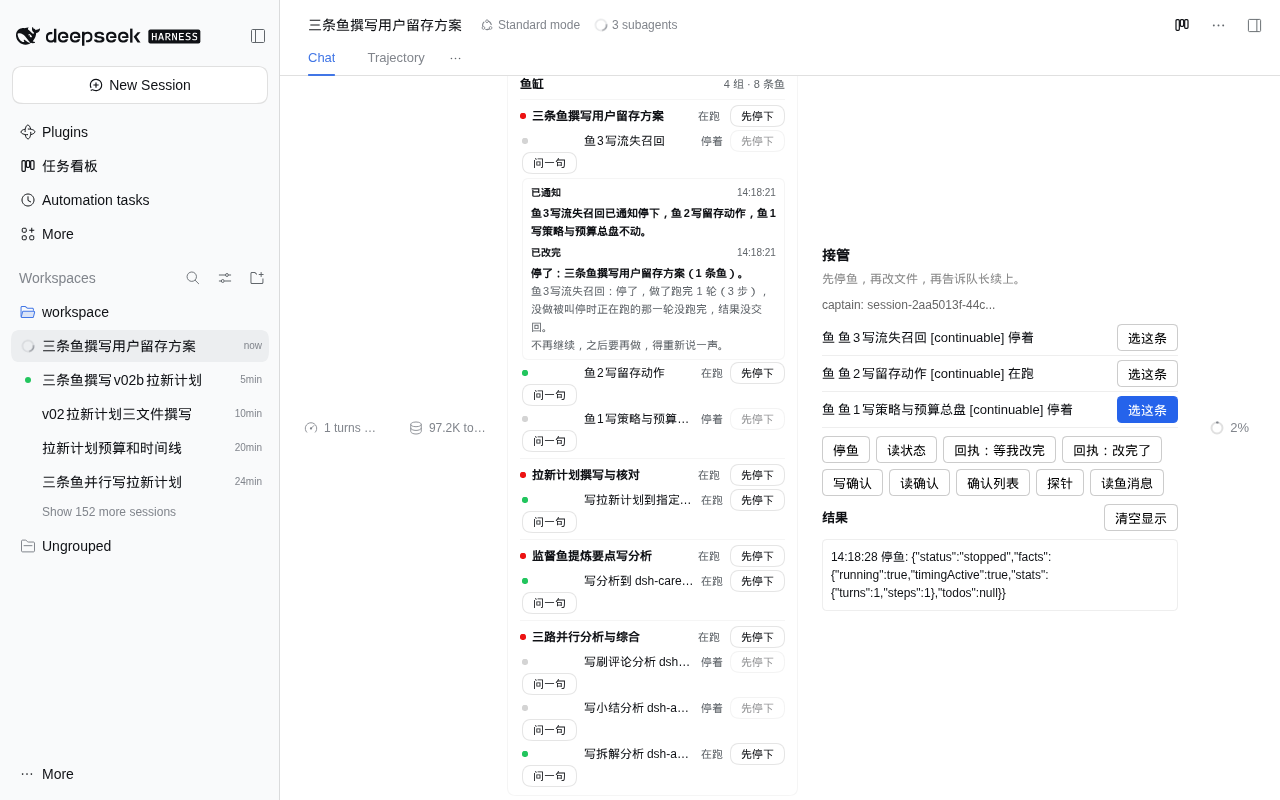 deepseek HARNESS
New Session
Plugins
任务看板
Automation tasks
More
Workspaces
workspace
三条鱼撰写用户留存方案 now
三条鱼撰写 v02b 拉新计划 5min
v02 拉新计划三文件撰写 10min
拉新计划预算和时间线 20min
三条鱼并行写拉新计划 24min
Show 152 more sessions
Ungrouped
More
三条鱼撰写用户留存方案 Standard mode 3 subagents
Chat Trajectory
1 turns … 97.2K to…
鱼缸 4 组 · 8 条鱼
三条鱼撰写用户留存方案 在跑 先停下
鱼3写流失召回 停着 先停下
问一句
已通知 14:18:21
鱼3写流失召回已通知停下，鱼2写留存动作，鱼1
写策略与预算总盘不动。
已改完 14:18:21
停了：三条鱼撰写用户留存方案（1 条鱼）。
鱼3写流失召回：停了，做了跑完 1 轮（3 步），
没做被叫停时正在跑的那一轮没跑完，结果没交
回。
不再继续，之后要再做，得重新说一声。
鱼2写留存动作 在跑 先停下
问一句
鱼1写策略与预算… 停着 先停下
问一句
拉新计划撰写与核对 在跑 先停下
写拉新计划到指定… 在跑 先停下
问一句
监督鱼提炼要点写分析 在跑 先停下
写分析到 dsh-care… 在跑 先停下
问一句
三路并行分析与综合 在跑 先停下
写刷评论分析 dsh… 停着 先停下
问一句
写小结分析 dsh-a… 停着 先停下
问一句
写拆解分析 dsh-a… 在跑 先停下
问一句
接管
先停鱼，再改文件，再告诉队长续上。
captain: session-2aa5013f-44c...
鱼 鱼3写流失召回 [continuable] 停着 选这条
鱼 鱼2写留存动作 [continuable] 在跑 选这条
鱼 鱼1写策略与预算总盘 [continuable] 停着 选这条
停鱼 读状态 回执：等我改完 回执：改完了
写确认 读确认 确认列表 探针 读鱼消息
结果 清空显示
14:18:28 停鱼: {"status":"stopped","facts":
{"running":true,"timingActive":true,"stats":
{"turns":1,"steps":1},"todos":null}}
2%